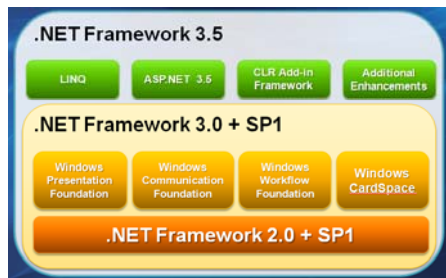 .NET Framework 3.5
LINQ
ASP.NET 3.5
CLR Add-in
Framework
Additional
Enhancements
.NET Framework 3.0 + SP1
Windows
Presentation
Foundation
Windows
Communication
Foundation
Windows
Workflow
Foundation
Windows
CardSpace
.NET Framework 2.0 + SP1